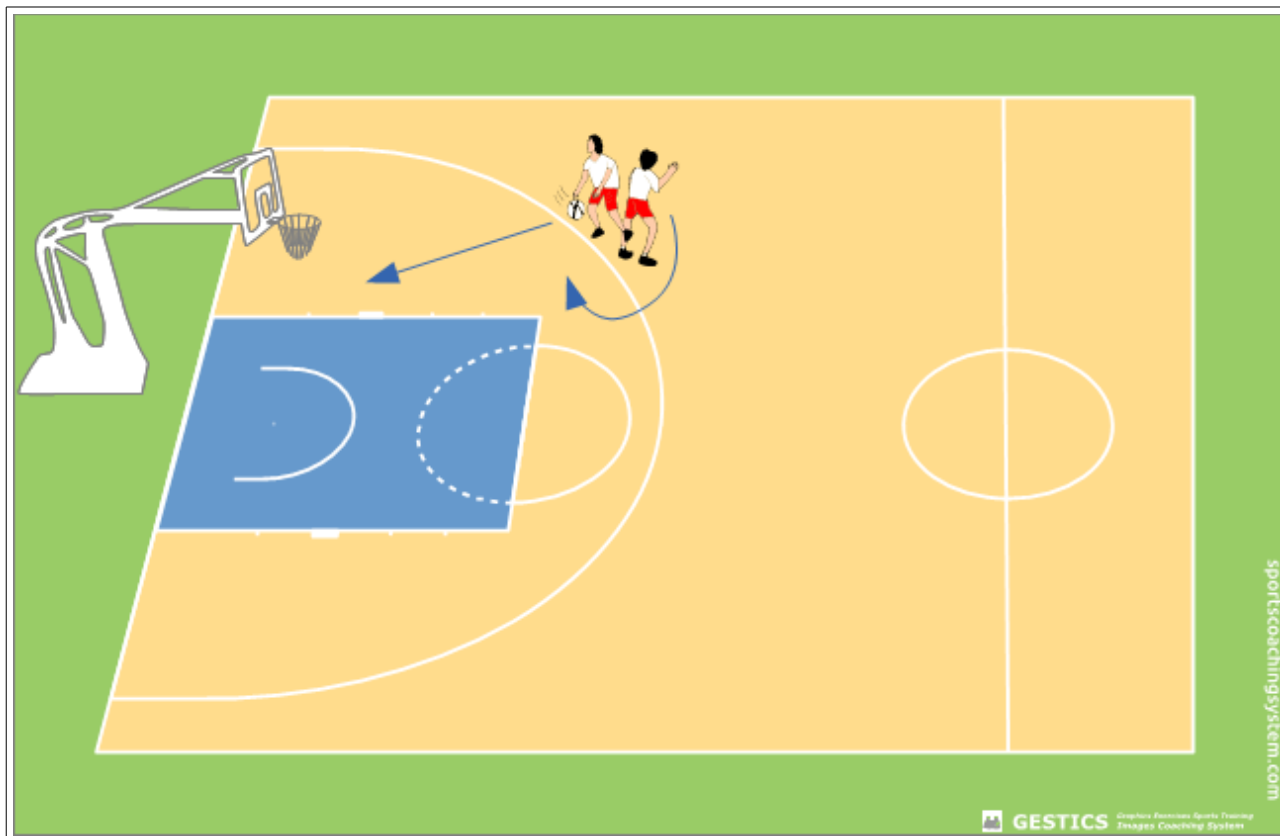 sportscoachingsystem.com
GESTICS
Graphics Exercises Sports Training
Images Coaching System